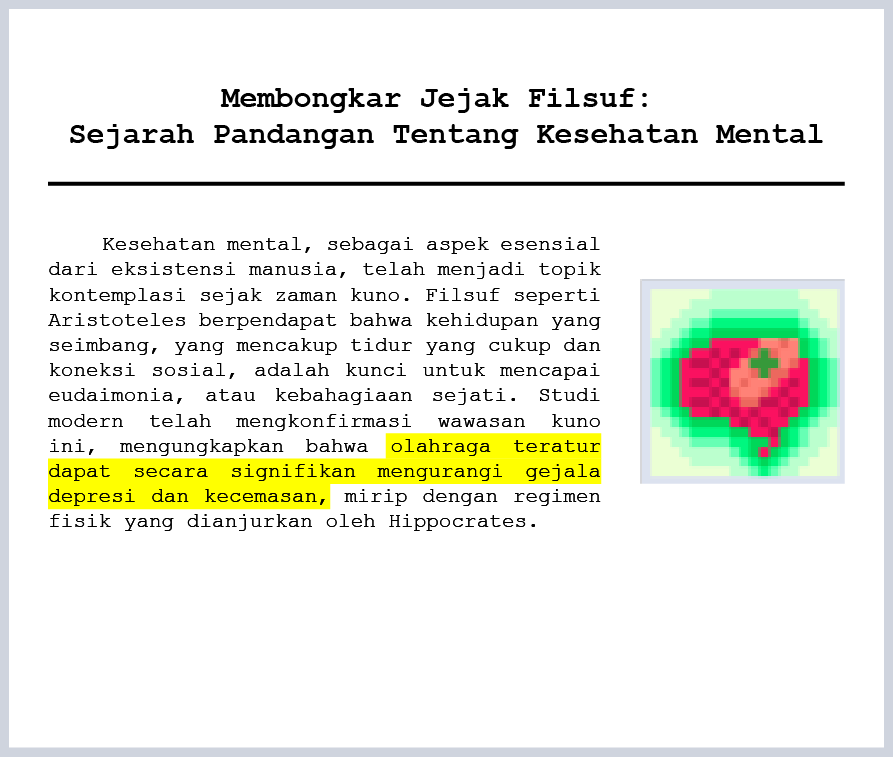 Membongkar Jejak Filsuf:
Sejarah Pandangan Tentang Kesehatan Mental
Kesehatan mental, sebagai aspek esensial
dari eksistensi manusia, telah menjadi topik
kontemplasi sejak zaman kuno. Filsuf seperti
Aristoteles berpendapat bahwa kehidupan yang
seimbang, yang mencakup tidur yang cukup dan
koneksi sosial, adalah kunci untuk mencapai
eudaimonia, atau kebahagiaan sejati. Studi
modern telah mengkonfirmasi wawasan kuno
ini, mengungkapkan bahwa olahraga teratur
dapat secara signifikan mengurangi gejala
depresi dan kecemasan, mirip dengan regimen
fisik yang dianjurkan oleh Hippocrates.